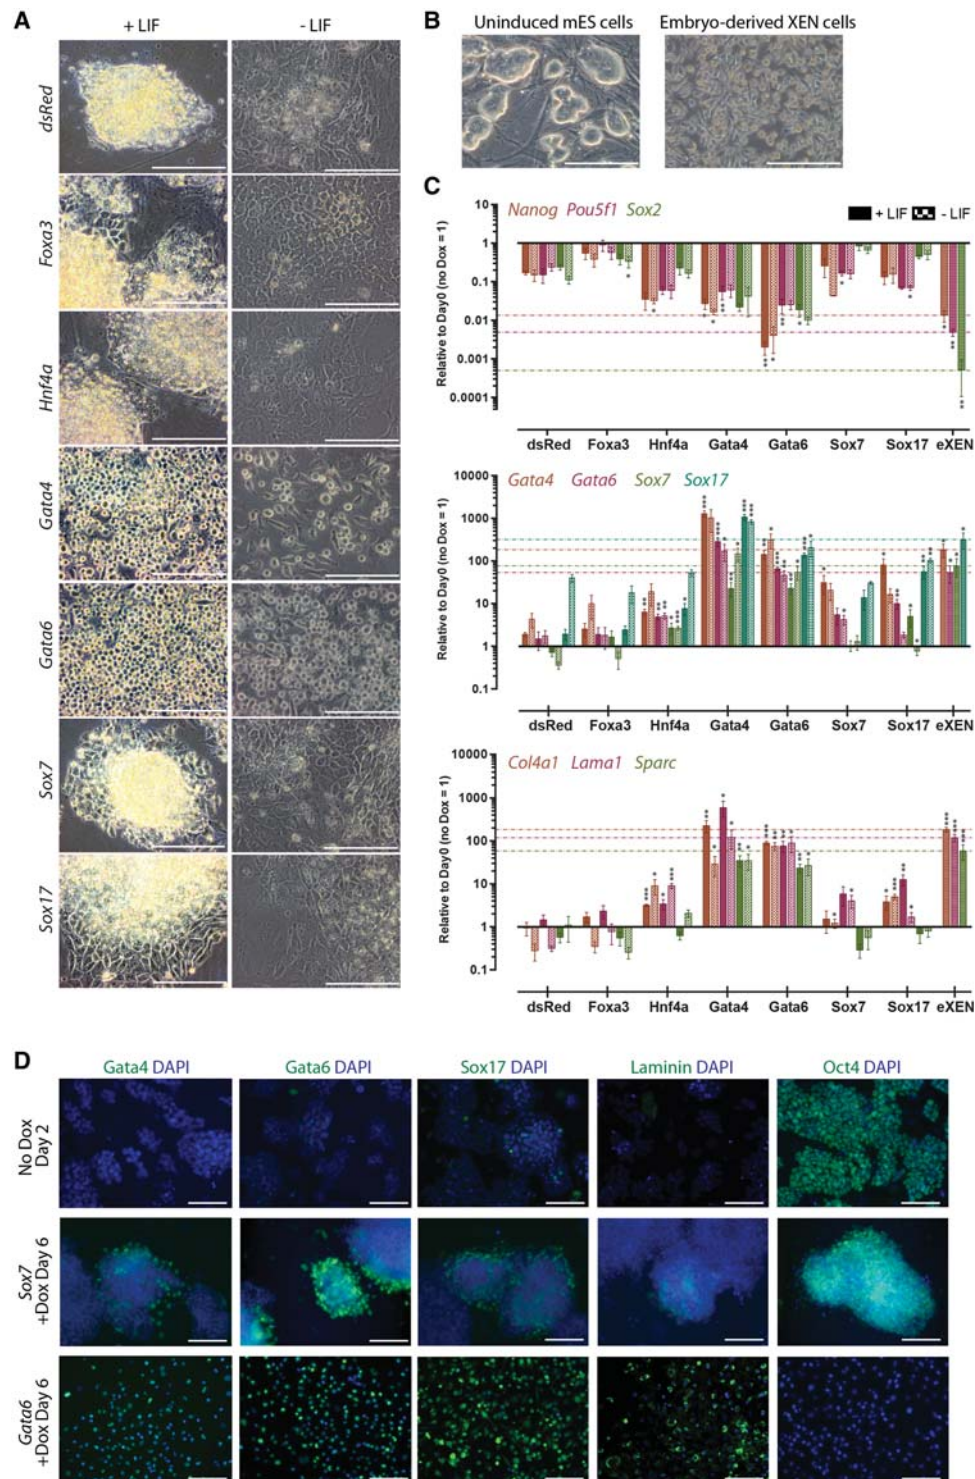 A
+ LIF
- LIF
dsRed
Foxa3
Hnf4a
Gata4
Gata6
Sox7
Sox17
B
Uninduced mES cells
Embryo-derived XEN cells
C
Nanog Pou5f1 Sox2
+ LIF - LIF
Relative to Day0 (no Dox = 1)
10
1
0.1
0.01
0.001
0.0001
dsRed Foxa3 Hnf4a Gata4 Gata6 Sox7 Sox17 eXEN
Gata4 Gata6 Sox7 Sox17
Relative to Day0 (no Dox = 1)
10000
1000
100
10
1
0.1
dsRed Foxa3 Hnf4a Gata4 Gata6 Sox7 Sox17 eXEN
Col4a1 Lama1 Sparc
Relative to Day0 (no Dox = 1)
10000
1000
100
10
1
0.1
dsRed Foxa3 Hnf4a Gata4 Gata6 Sox7 Sox17 eXEN
D
Gata4 DAPI
Gata6 DAPI
Sox17 DAPI
Laminin DAPI
Oct4 DAPI
No Dox
Day 2
Sox7
+Dox Day 6
Gata6
+Dox Day 6